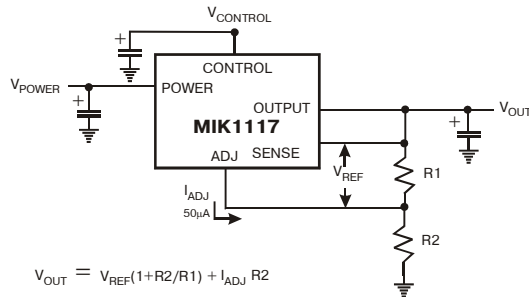 VCONTROL
+
CONTROL
VPOWER
POWER
+
OUTPUT
VOUT
MIK1117
+
ADJ
SENSE
VREF
R1
IADJ
50µA
R2
VOUT = VREF(1+R2/R1) + IADJ R2